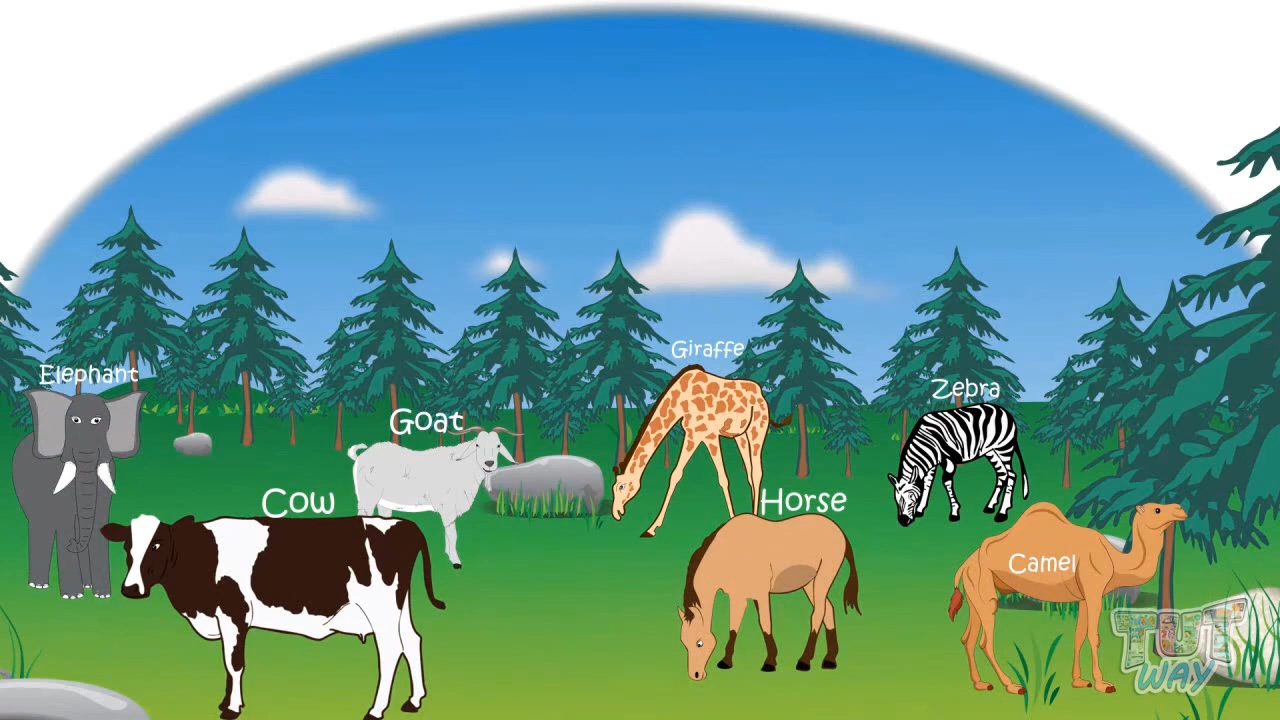 Giraffe
Elephant
Zebra
Goat
Cow
Horse
Camel
TUT
WAY